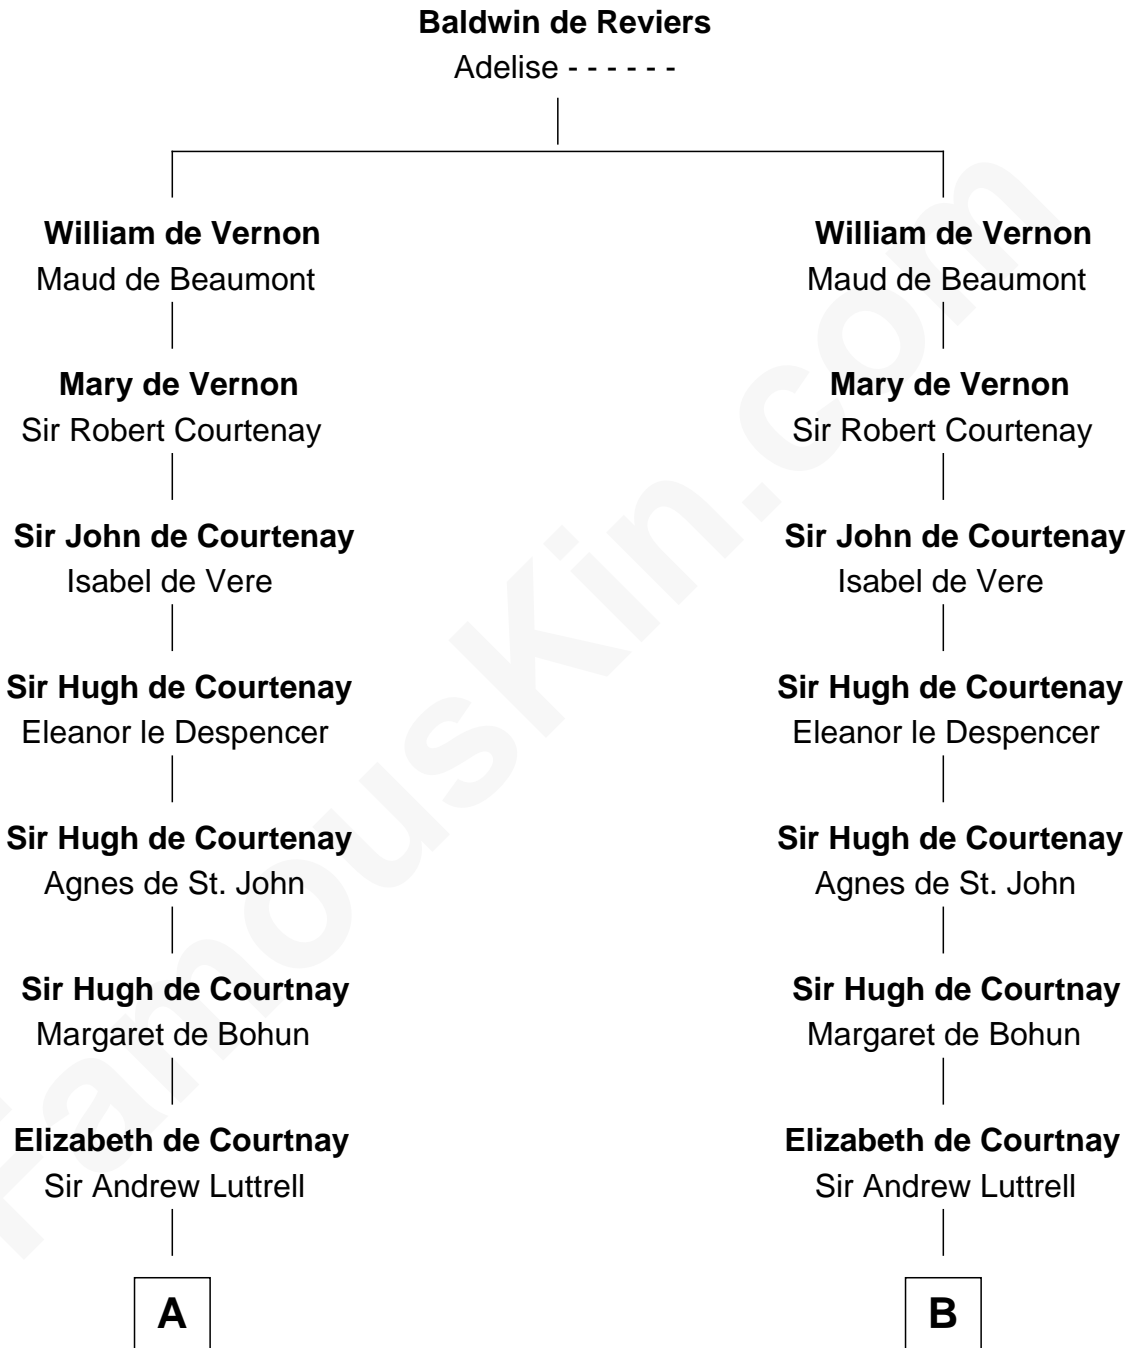 Baldwin de Reviers
Adelise - - - - - -
William de Vernon
Maud de Beaumont
Mary de Vernon
Sir Robert Courtenay
Sir John de Courtenay
Isabel de Vere
Sir Hugh de Courtenay
Eleanor le Despencer
Sir Hugh de Courtenay
Agnes de St. John
Sir Hugh de Courtnay
Margaret de Bohun
Elizabeth de Courtnay
Sir Andrew Luttrell
A
William de Vernon
Maud de Beaumont
Mary de Vernon
Sir Robert Courtenay
Sir John de Courtenay
Isabel de Vere
Sir Hugh de Courtenay
Eleanor le Despencer
Sir Hugh de Courtenay
Agnes de St. John
Sir Hugh de Courtnay
Margaret de Bohun
Elizabeth de Courtnay
Sir Andrew Luttrell
B
FamousKin.com